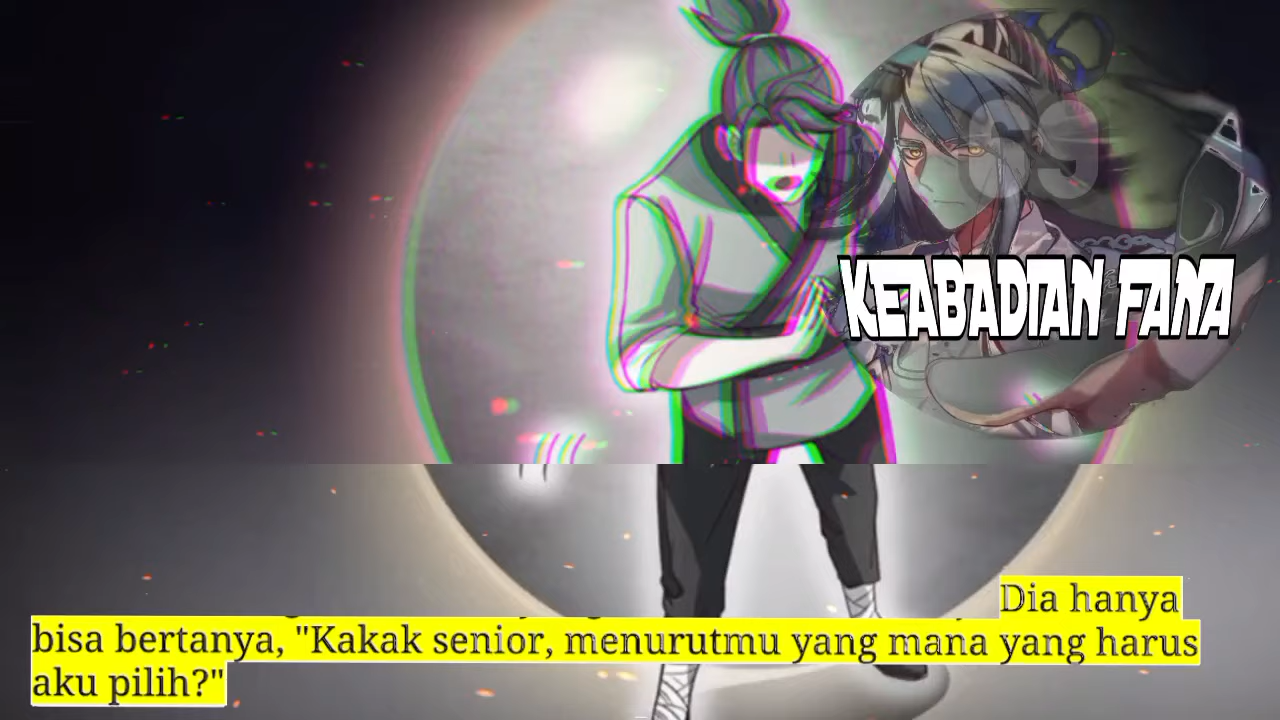 KEABADIAN FANA
Dia hanya
bisa bertanya, "Kakak senior, menurutmu yang mana yang harus
aku pilih?"